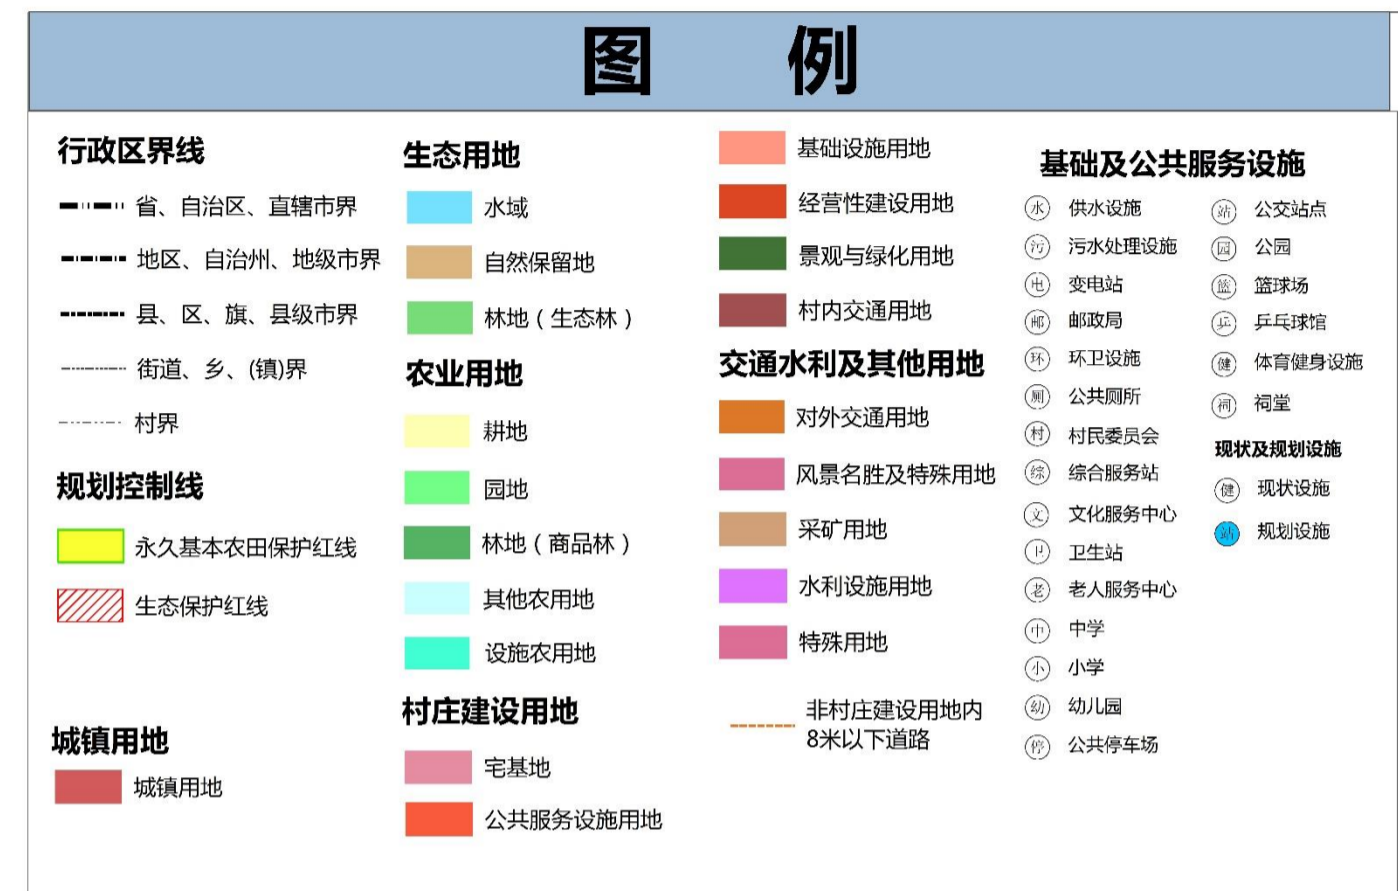 图 例
行政区界线
省、自治区、直辖市界
地区、自治州、地级市界
县、区、旗、县级市界
街道、乡、(镇)界
村界
规划控制线
永久基本农田保护红线
生态保护红线
城镇用地
城镇用地
生态用地
水域
自然保留地
林地（生态林）
农业用地
耕地
园地
林地（商品林）
其他农用地
设施农用地
村庄建设用地
宅基地
公共服务设施用地
基础设施用地
经营性建设用地
景观与绿化用地
村内交通用地
交通水利及其他用地
对外交通用地
风景名胜及特殊用地
采矿用地
水利设施用地
特殊用地
非村庄建设用地内
8米以下道路
基础及公共服务设施
水 供水设施
污 污水处理设施
电 变电站
邮 邮政局
环 环卫设施
厕 公共厕所
村 村民委员会
综 综合服务站
文 文化服务中心
卫 卫生站
老 老人服务中心
中 中学
小 小学
幼 幼儿园
停 公共停车场
站 公交站点
园 公园
篮 篮球场
乒 乒乓球馆
健 体育健身设施
祠 祠堂
现状及规划设施
健 现状设施
站 规划设施